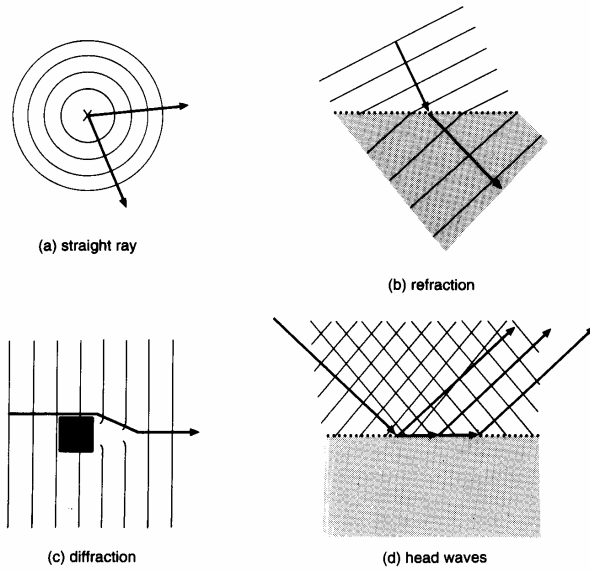 (a) straight ray
(b) refraction
(c) diffraction
(d) head waves